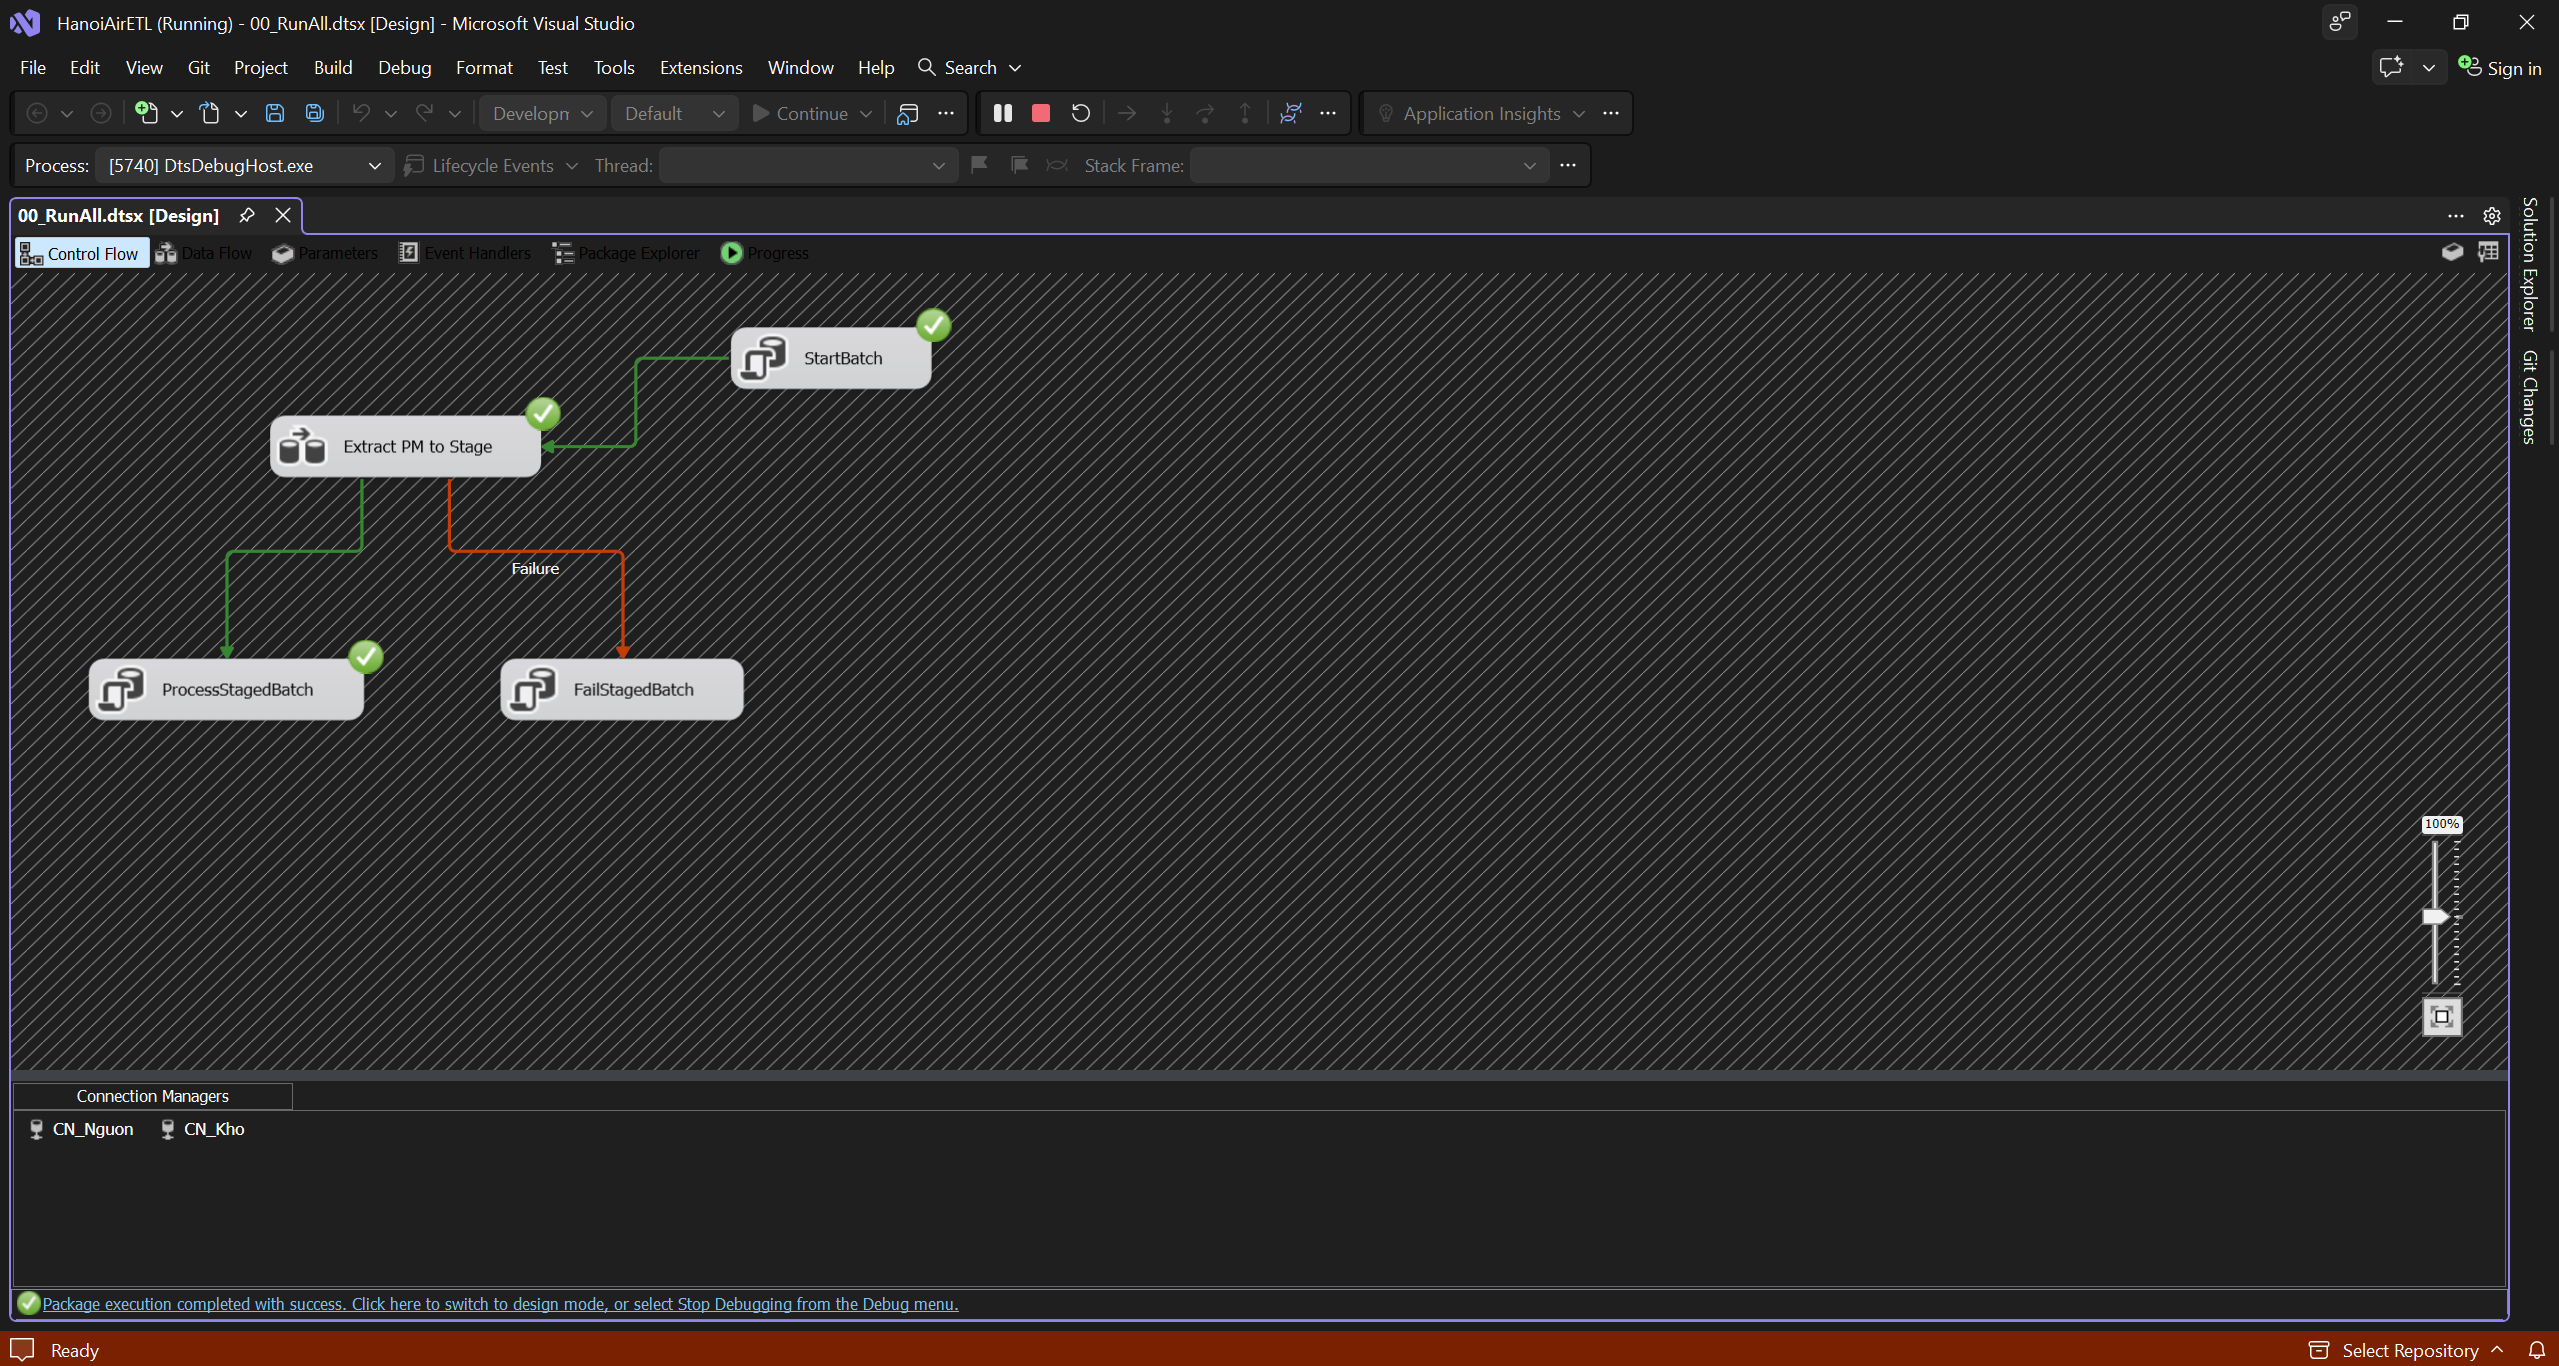 HanoiAirETL (Running) - 00_RunAll.dtsx [Design] - Microsoft Visual Studio
File Edit View Git Project Build Debug Format Test Tools Extensions Window Help Search
Sign in
Developn Default Continue Application Insights
Process: [5740] DtsDebugHost.exe Lifecycle Events Thread: Stack Frame:
00_RunAll.dtsx [Design]
Control Flow Data Flow Parameters Event Handlers Package Explorer Progress
Solution Explorer
Git Changes
StartBatch
Extract PM to Stage
Failure
ProcessStagedBatch
FailStagedBatch
100%
Connection Managers
CN_Nguon CN_Kho
Package execution completed with success. Click here to switch to design mode, or select Stop Debugging from the Debug menu.
Ready
Select Repository